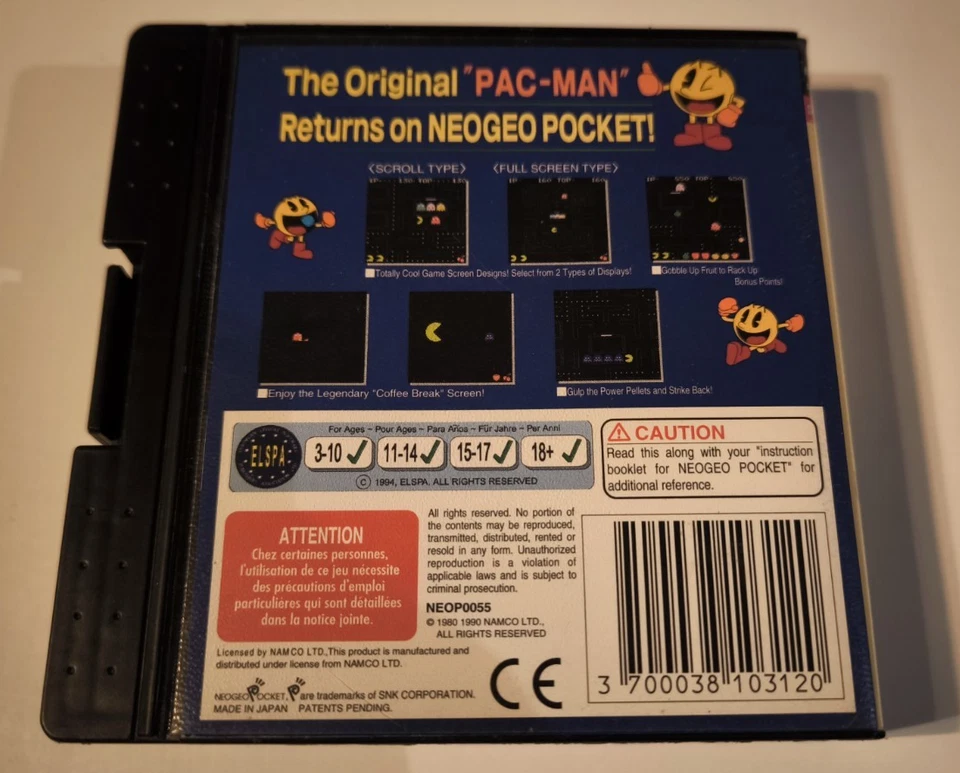 The Original "PAC-MAN"
Returns on NEOGEO POCKET!
〈SCROLL TYPE〉 〈FULL SCREEN TYPE〉
Totally Cool Game Screen Designs! Select from 2 Types of Displays!
Gobble Up Fruit to Rack Up
Bonus Points!
Enjoy the Legendary "Coffee Break" Screen!
Gulp the Power Pellets and Strike Back!
For Ages – Pour Ages – Para Años – Für Jahre – Per Anni
ELSPA
3-10 ✓ 11-14 ✓ 15-17 ✓ 18+ ✓
© 1994, ELSPA. ALL RIGHTS RESERVED
CAUTION
Read this along with your "instruction
booklet for NEOGEO POCKET" for
additional reference.
ATTENTION
Chez certaines personnes,
l'utilisation de ce jeu nécessite
des précautions d'emploi
particulières qui sont détaillées
dans la notice jointe.
All rights reserved. No portion of
the contents may be reproduced,
transmitted, distributed, rented or
resold in any form. Unauthorized
reproduction is a violation of
applicable laws and is subject to
criminal prosecution.
NEOP0055
© 1980 1990 NAMCO LTD.,
ALL RIGHTS RESERVED
Licensed by NAMCO LTD.,This product is manufactured and
distributed under license from NAMCO LTD.
NEOGEO POCKET, P are trademarks of SNK CORPORATION.
MADE IN JAPAN PATENTS PENDING.
CE
3 700038 103120